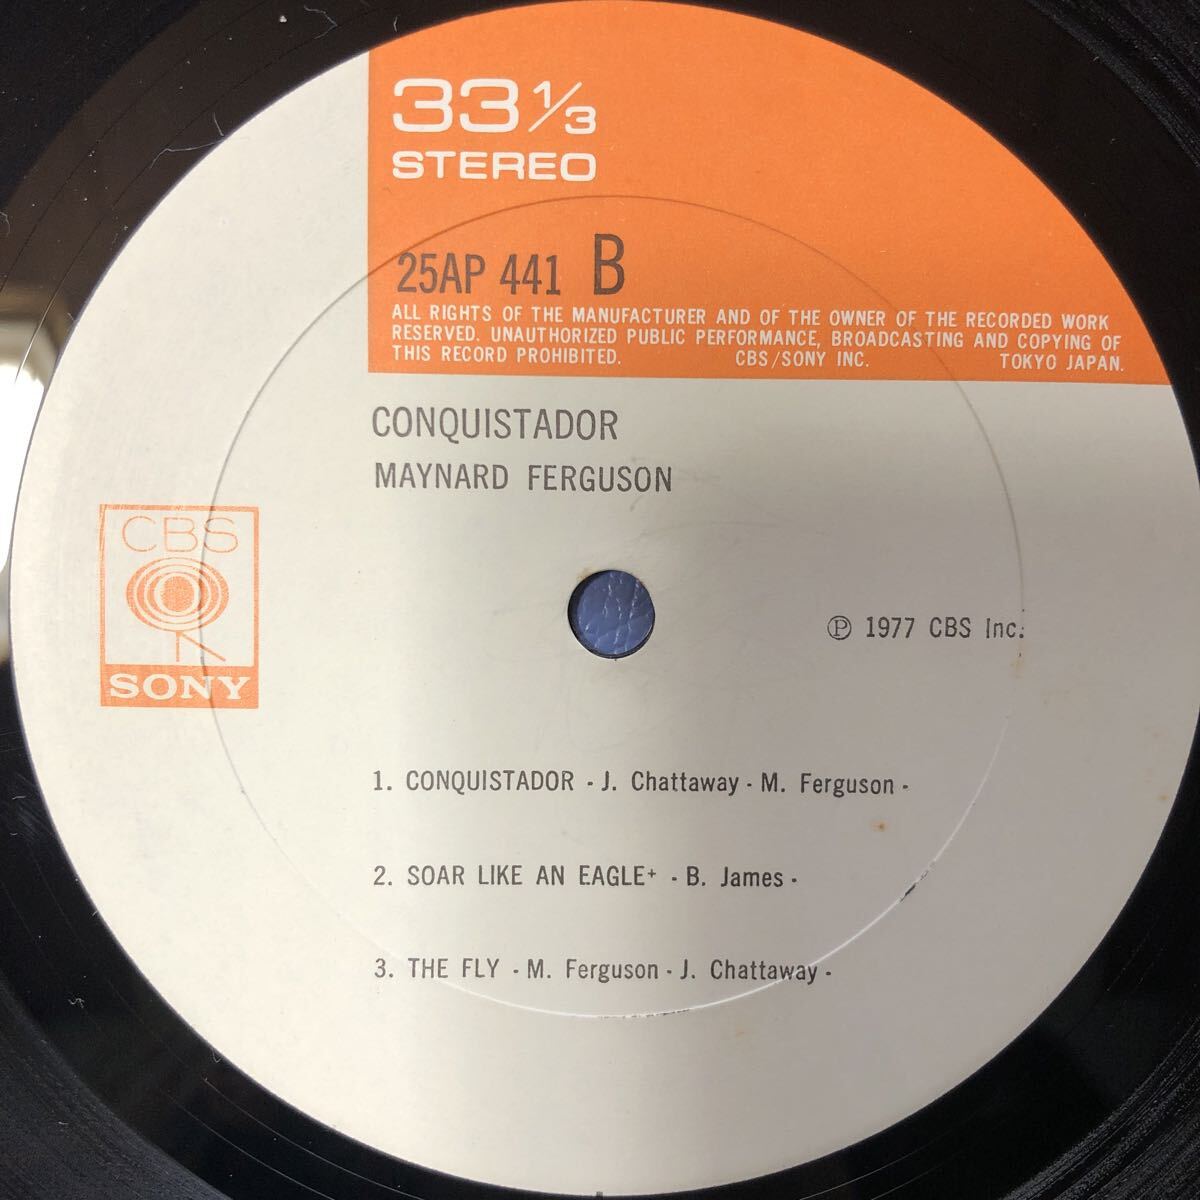 33 1/3
STEREO
25AP 441 B
ALL RIGHTS OF THE MANUFACTURER AND OF THE OWNER OF THE RECORDED WORK
RESERVED. UNAUTHORIZED PUBLIC PERFORMANCE, BROADCASTING AND COPYING OF
THIS RECORD PROHIBITED. CBS/SONY INC. TOKYO JAPAN.
CONQUISTADOR
MAYNARD FERGUSON
CBS
SONY
℗ 1977 CBS Inc.
1. CONQUISTADOR - J. Chattaway - M. Ferguson -
2. SOAR LIKE AN EAGLE+ - B. James -
3. THE FLY - M. Ferguson - J. Chattaway -